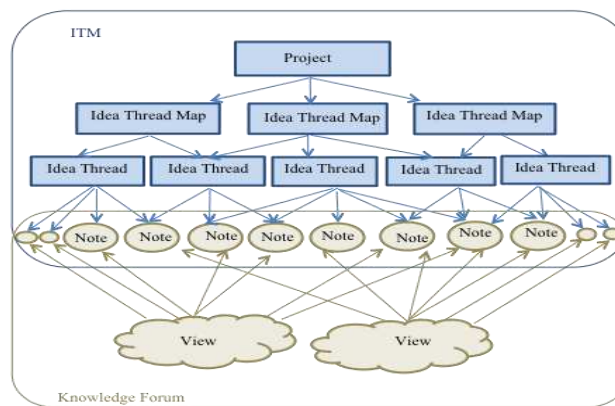 ITM
Project
Idea Thread Map Idea Thread Map Idea Thread Map
Idea Thread Idea Thread Idea Thread Idea Thread Idea Thread
Note Note Note Note Note Note Note Note
View View
Knowledge Forum